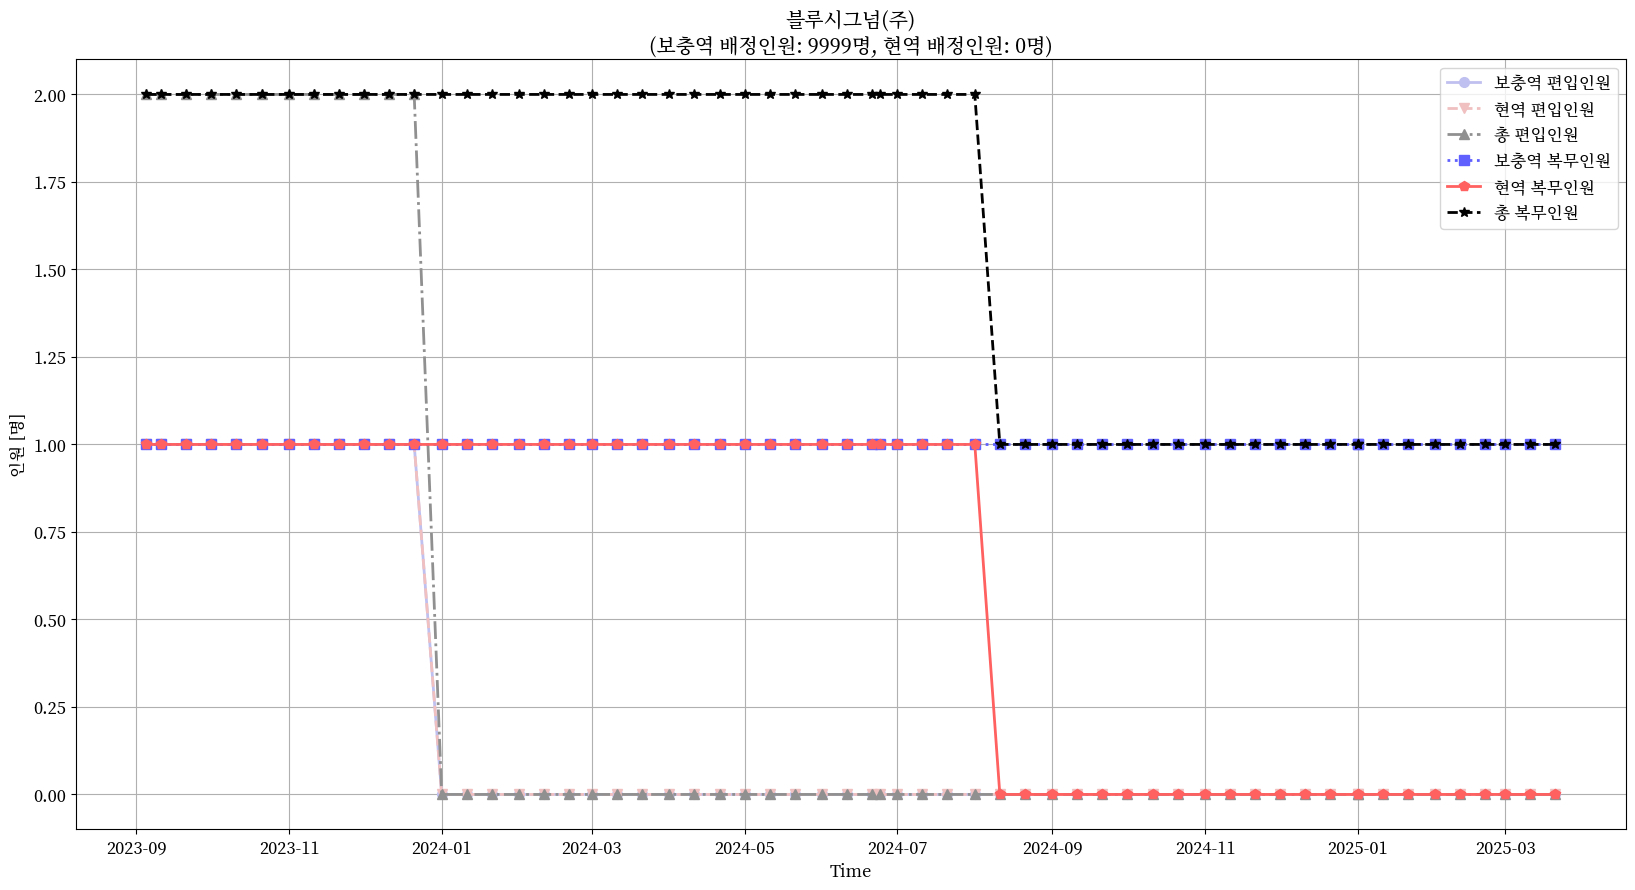 블루시그넘(주)
(보충역 배정인원: 9999명, 현역 배정인원: 0명)
보충역 편입인원
현역 편입인원
총 편입인원
보충역 복무인원
현역 복무인원
총 복무인원
인원 [명]
2.00
1.75
1.50
1.25
1.00
0.75
0.50
0.25
0.00
2023-09 2023-11 2024-01 2024-03 2024-05 2024-07 2024-09 2024-11 2025-01 2025-03
Time